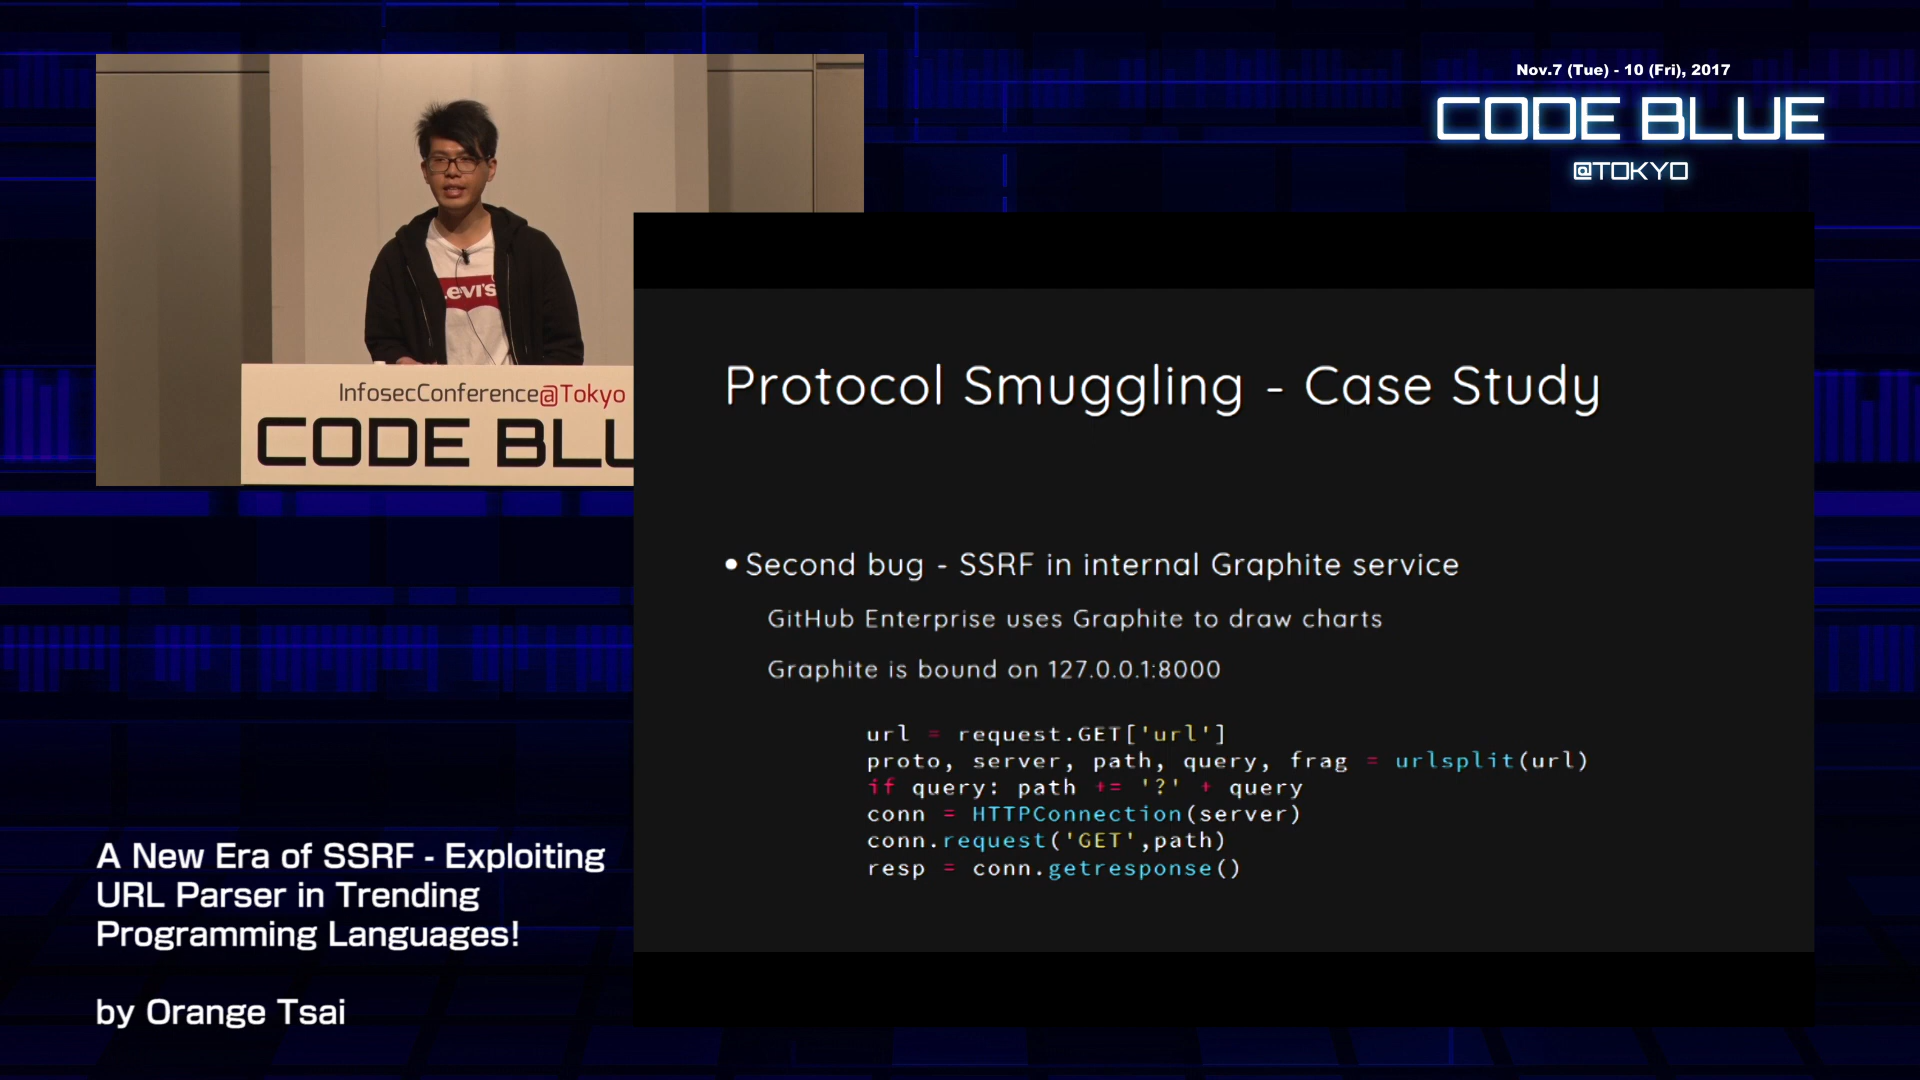 Nov.7 (Tue) - 10 (Fri), 2017
CODE BLUE
@TOKYO
evi's
InfosecConference@Tokyo
CODE BLU
Protocol Smuggling - Case Study
• Second bug - SSRF in internal Graphite service
GitHub Enterprise uses Graphite to draw charts
Graphite is bound on 127.0.0.1:8000
url = request.GET['url']
proto, server, path, query, frag = urlsplit(url)
if query: path += '?' + query
conn = HTTPConnection(server)
conn.request('GET',path)
resp = conn.getresponse()
A New Era of SSRF - Exploiting
URL Parser in Trending
Programming Languages!
by Orange Tsai